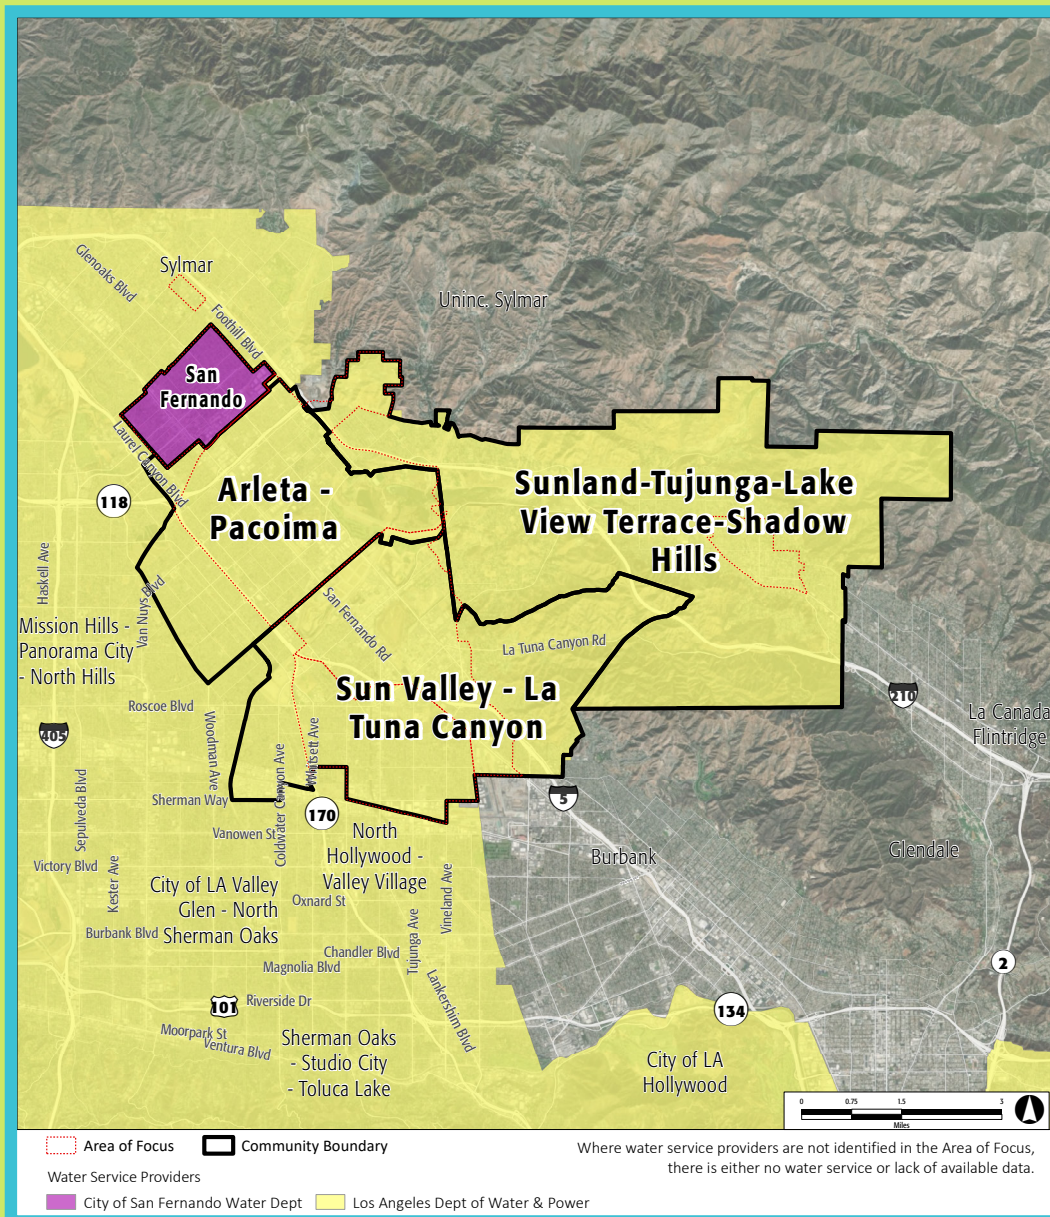 Sylmar
Glenoaks Blvd
Foothill Blvd
Uninc. Sylmar
San
Fernando
Laurel Canyon Blvd
118
Arleta -
Pacoima
Sunland-Tujunga-Lake
View Terrace-Shadow
Hills
Haskell Ave
Van Nuys Blvd
San Fernando Rd
La Tuna Canyon Rd
Mission Hills -
Panorama City
- North Hills
Sun Valley - La
Tuna Canyon
210
La Canada
Flintridge
Roscoe Blvd
405
Woodman Ave
Whitsett Ave
Coldwater Canyon Ave
Sepulveda Blvd
Sherman Way
170
5
Vanowen St
North
Hollywood -
Valley Village
Burbank
Glendale
Victory Blvd
Kester Ave
City of LA Valley
Glen - North
Sherman Oaks
Oxnard St
Vineland Ave
Burbank Blvd
Tujunga Ave
Chandler Blvd
Magnolia Blvd
2
101
Riverside Dr
Lankershim Blvd
134
Moorpark St
Ventura Blvd
Sherman Oaks
- Studio City
- Toluca Lake
City of LA
Hollywood
0 0.75 1.5 3
Miles
Area of Focus
Community Boundary
Where water service providers are not identified in the Area of Focus,
there is either no water service or lack of available data.
Water Service Providers
City of San Fernando Water Dept
Los Angeles Dept of Water & Power